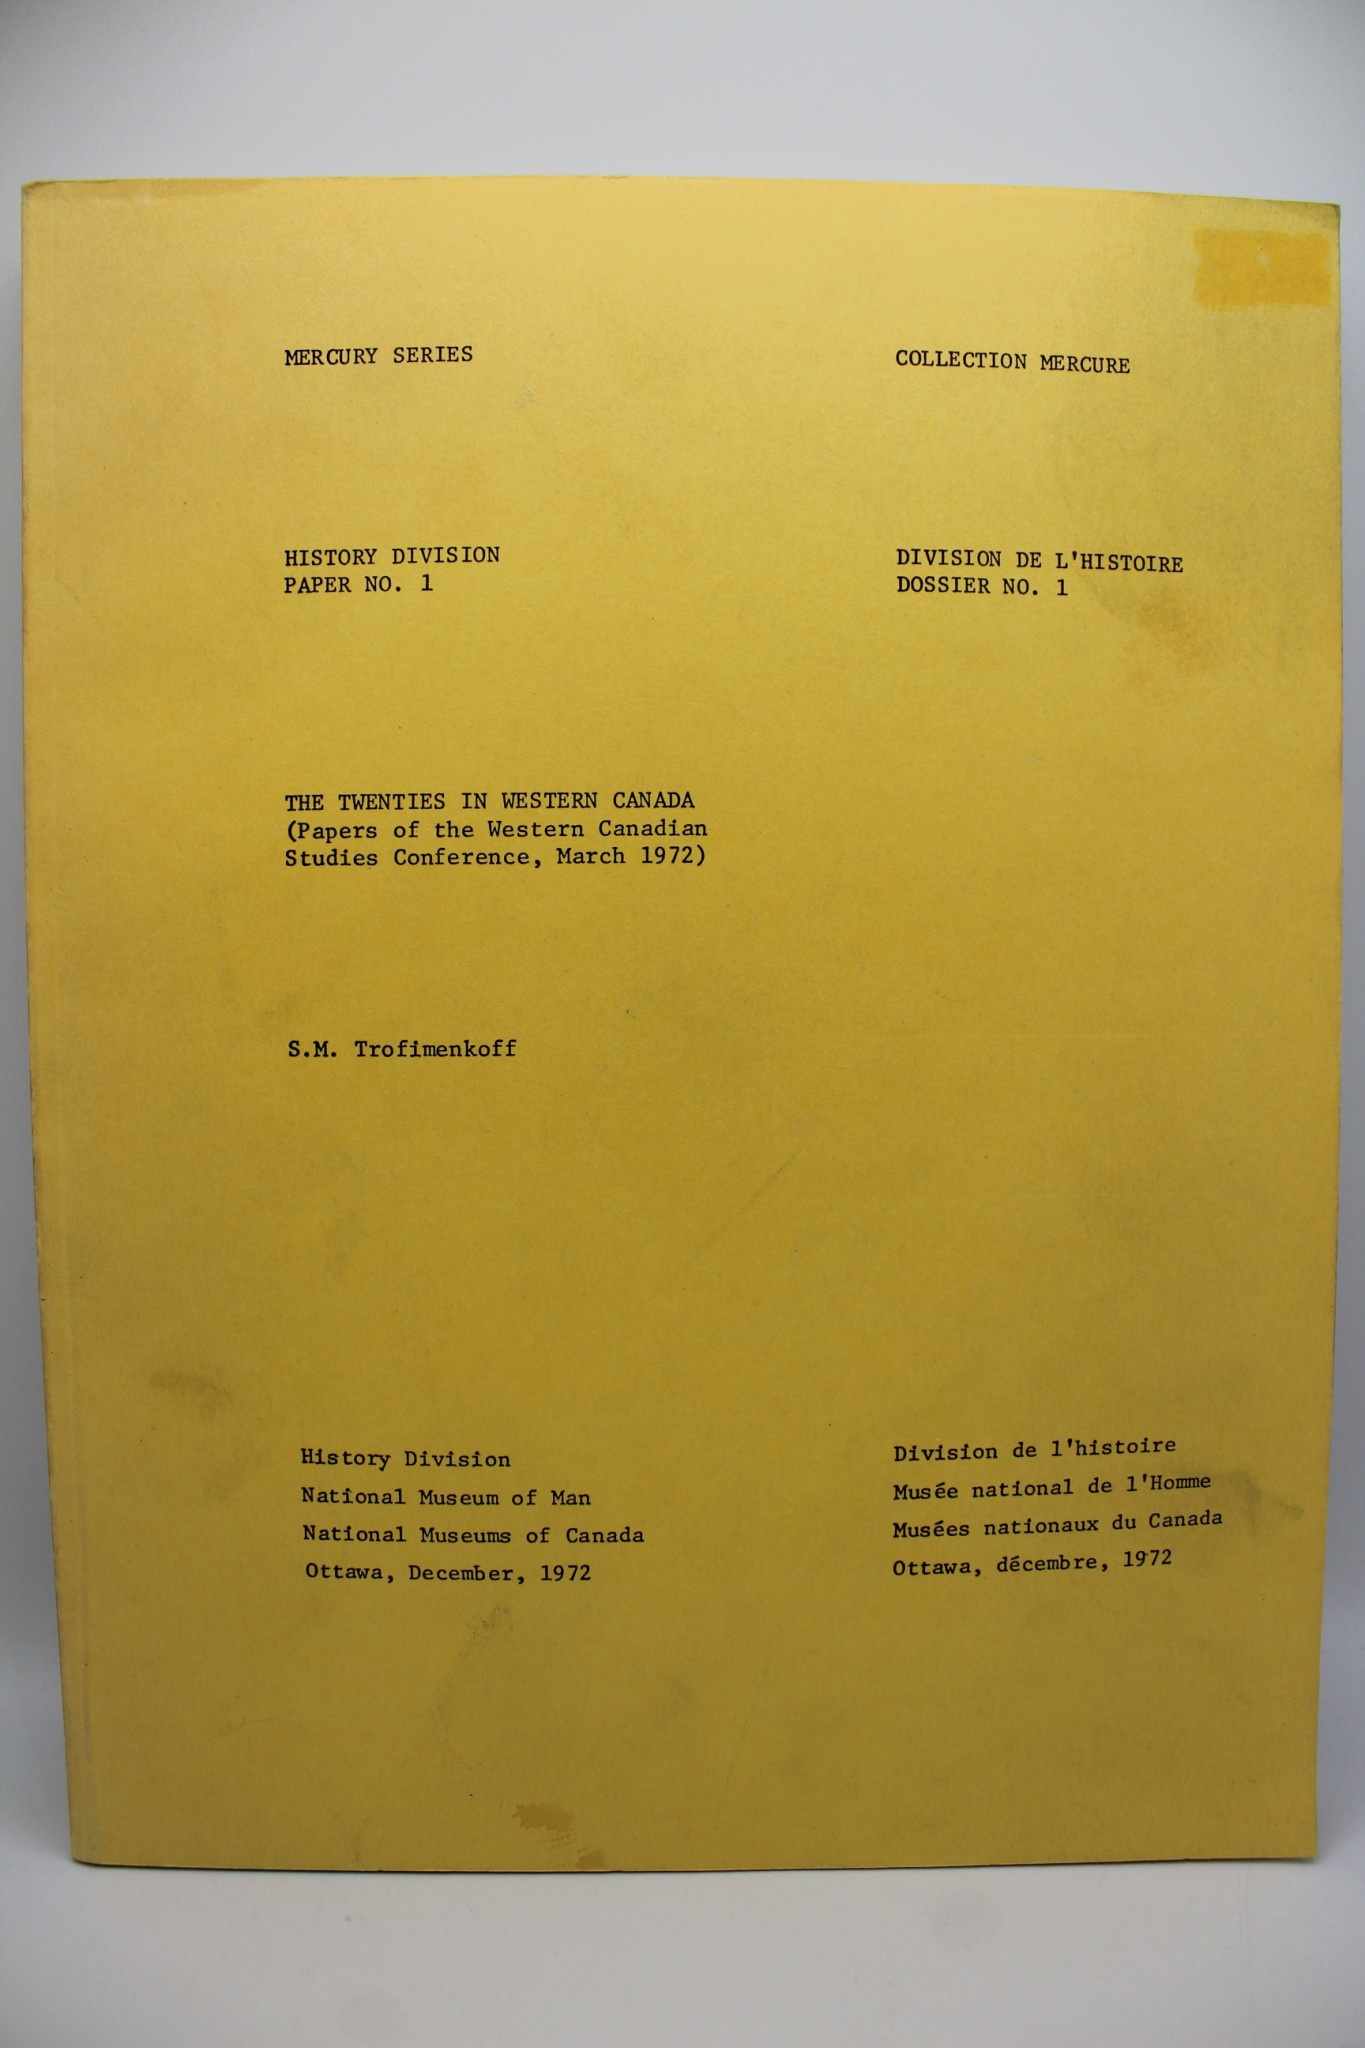 MERCURY SERIES
COLLECTION MERCURE
HISTORY DIVISION
PAPER NO. 1
DIVISION DE L'HISTOIRE
DOSSIER NO. 1
THE TWENTIES IN WESTERN CANADA
(Papers of the Western Canadian
Studies Conference, March 1972)
S.M. Trofimenkoff
History Division
National Museum of Man
National Museums of Canada
Ottawa, December, 1972
Division de l'histoire
Musée national de l'Homme
Musées nationaux du Canada
Ottawa, décembre, 1972